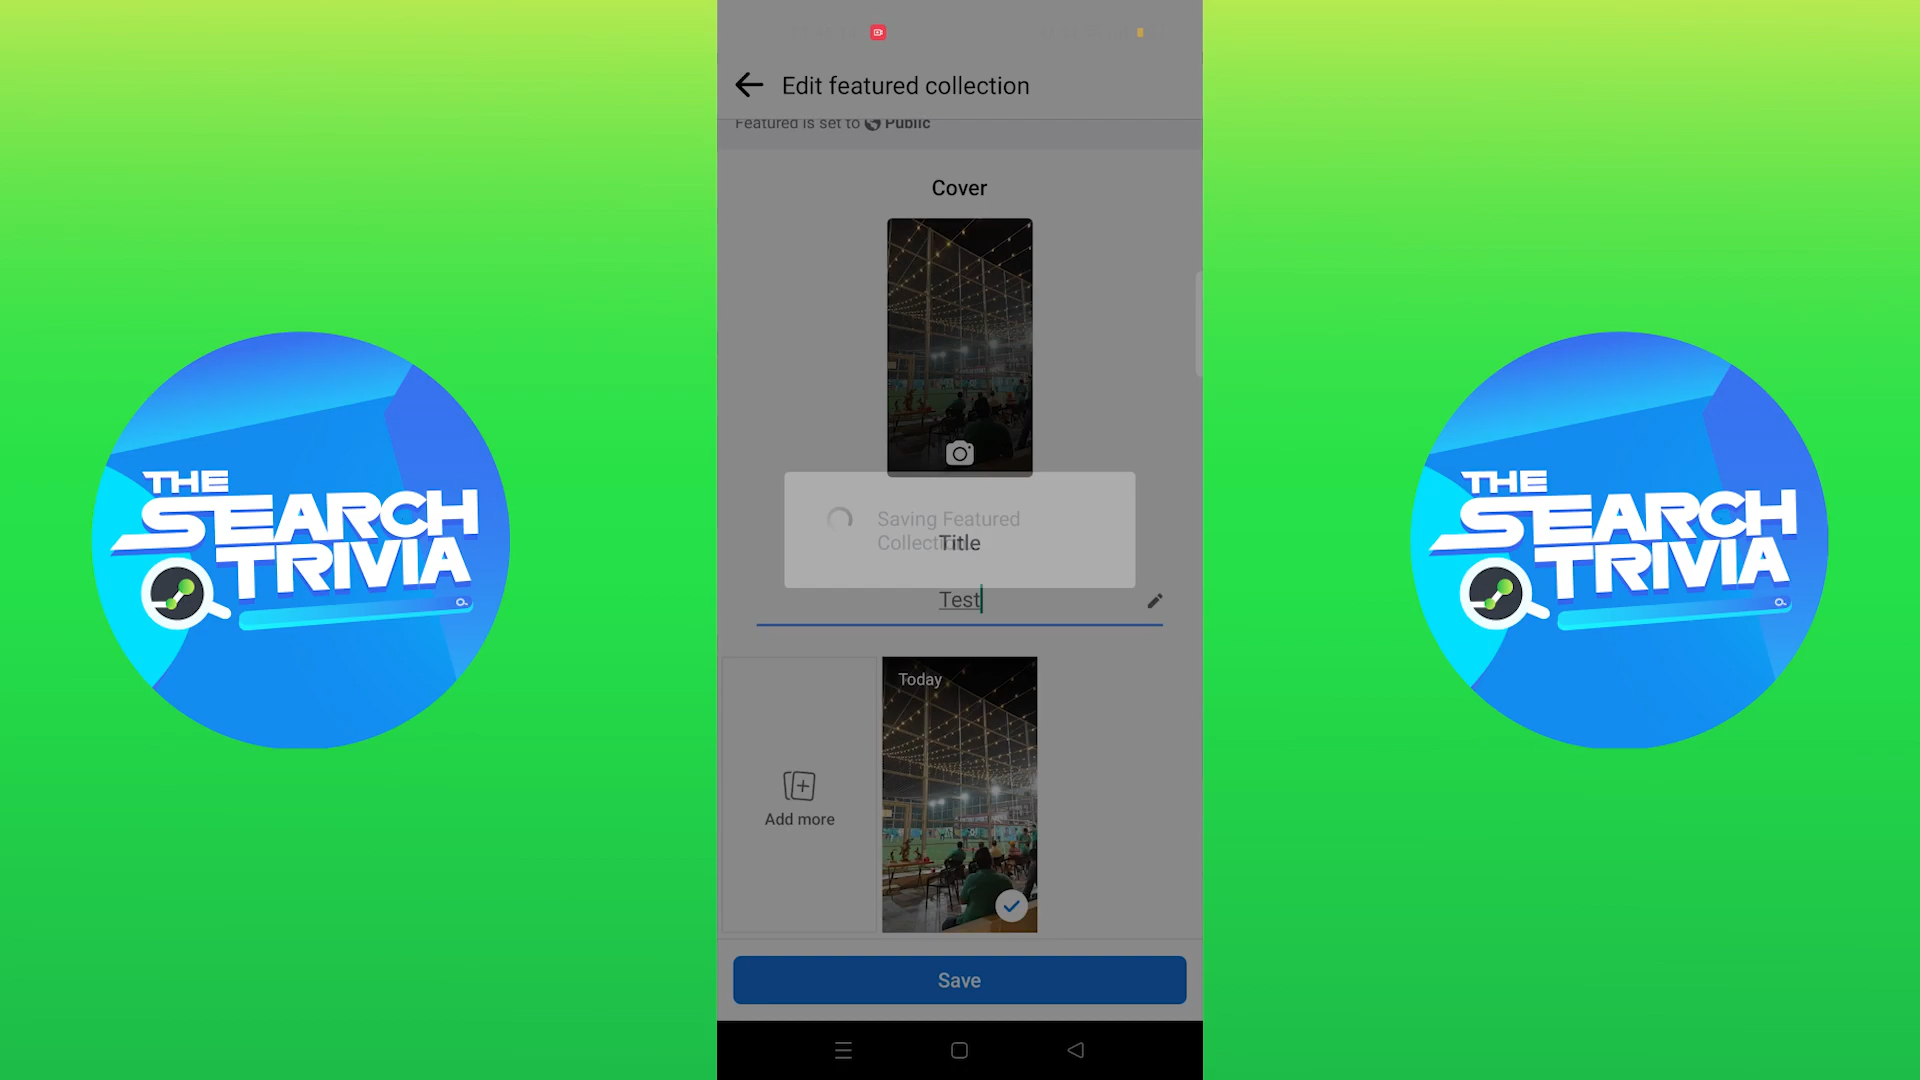 Edit featured collection
Featured is set to Public
Cover
Saving Featured
Title
Test
Today
Add more
Save
THE
SEARCH
TRIVIA
THE
SEARCH
TRIVIA